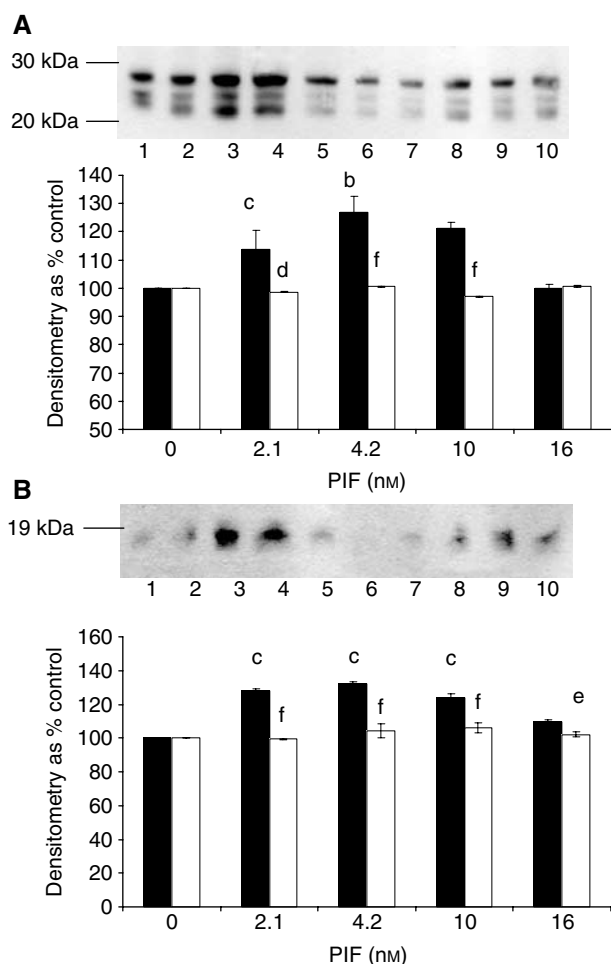 A
30 kDa
20 kDa
1 2 3 4 5 6 7 8 9 10
Densitometry as % control
140
130
120
110
100
90
80
70
60
50
c
d
b
f
f
0 2.1 4.2 10 16
PIF (nM)
B
19 kDa
1 2 3 4 5 6 7 8 9 10
Densitometry as % control
160
140
120
100
80
60
40
20
0
c
f
c
f
c
f
e
0 2.1 4.2 10 16
PIF (nM)